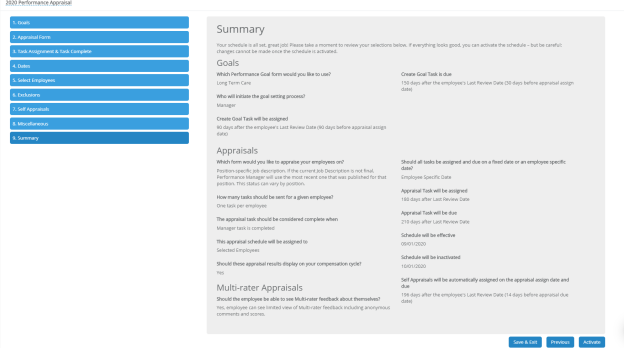 2020 Performance Appraisal
1. Goals
2. Appraisal Form
3. Task Assignment & Task Complete
4. Dates
5. Select Employees
6. Exclusions
7. Self Appraisals
8. Miscellaneous
9. Summary
Summary
Your schedule is all set, great job! Please take a moment to review your selections below. If everything looks good, you can activate the schedule – but be careful!
changes cannot be made once the schedule is activated.
Goals
Which Performance Goal form would you like to use?
Long Term Care
Who will initiate the goal setting process?
Manager
Create Goal Task will be assigned
90 days after the employee's Last Review Date (90 days before appraisal assign
date)
Create Goal Task is due
150 days after the employee's Last Review Date (30 days before appraisal assign
date)
Appraisals
Which form would you like to appraise your employees on?
Position-specific job description. If the current Job Description is not final,
Performance Manager will use the most recent one that was published for that
position. This status can vary by position.
How many tasks should be sent for a given employee?
One task per employee
The appraisal task should be considered complete when
Manager task is completed
This appraisal schedule will be assigned to
Selected Employees
Should these appraisal results display on your compensation cycle?
Yes
Should all tasks be assigned and due on a fixed date or an employee specific
date?
Employee Specific Date
Appraisal Task will be assigned
180 days after Last Review Date
Appraisal Task will be due
210 days after Last Review Date
Schedule will be effective
09/01/2020
Schedule will be inactivated
10/01/2020
Self Appraisals will be automatically assigned on the appraisal assign date and
due
196 days after the employee's Last Review Date (14 days before appraisal due
date)
Multi-rater Appraisals
Should the employee be able to see Multi-rater feedback about themselves?
Yes, employee can see limited view of Multi-rater feedback including anonymous
comments and scores.
Save & Exit
Previous
Activate